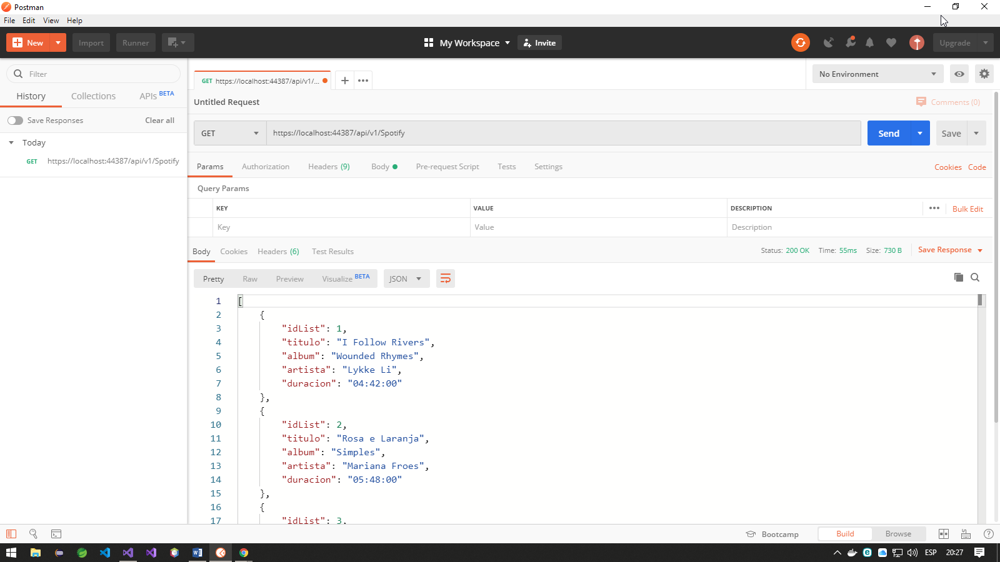 Postman
File Edit View Help
New Import Runner My Workspace Invite Upgrade
Filter
History Collections APIs BETA
Save Responses Clear all
Today
GET https://localhost:44387/api/v1/Spotify
GET https://localhost:44387/api/v1/... + ••• No Environment
Untitled Request Comments (0)
GET https://localhost:44387/api/v1/Spotify Send Save
Params Authorization Headers (9) Body Pre-request Script Tests Settings Cookies Code
Query Params
KEY VALUE DESCRIPTION ••• Bulk Edit
Key Value Description
Body Cookies Headers (6) Test Results Status: 200 OK Time: 55ms Size: 730 B Save Response
Pretty Raw Preview Visualize BETA JSON
1 [
2 {
3 "idList": 1,
4 "titulo": "I Follow Rivers",
5 "album": "Wounded Rhymes",
6 "artista": "Lykke Li",
7 "duracion": "04:42:00"
8 },
9 {
10 "idList": 2,
11 "titulo": "Rosa e Laranja",
12 "album": "Simples",
13 "artista": "Mariana Froes",
14 "duracion": "05:48:00"
15 },
16 {
17 "idList": 3,
Bootcamp Build Browse
ESP 20:27